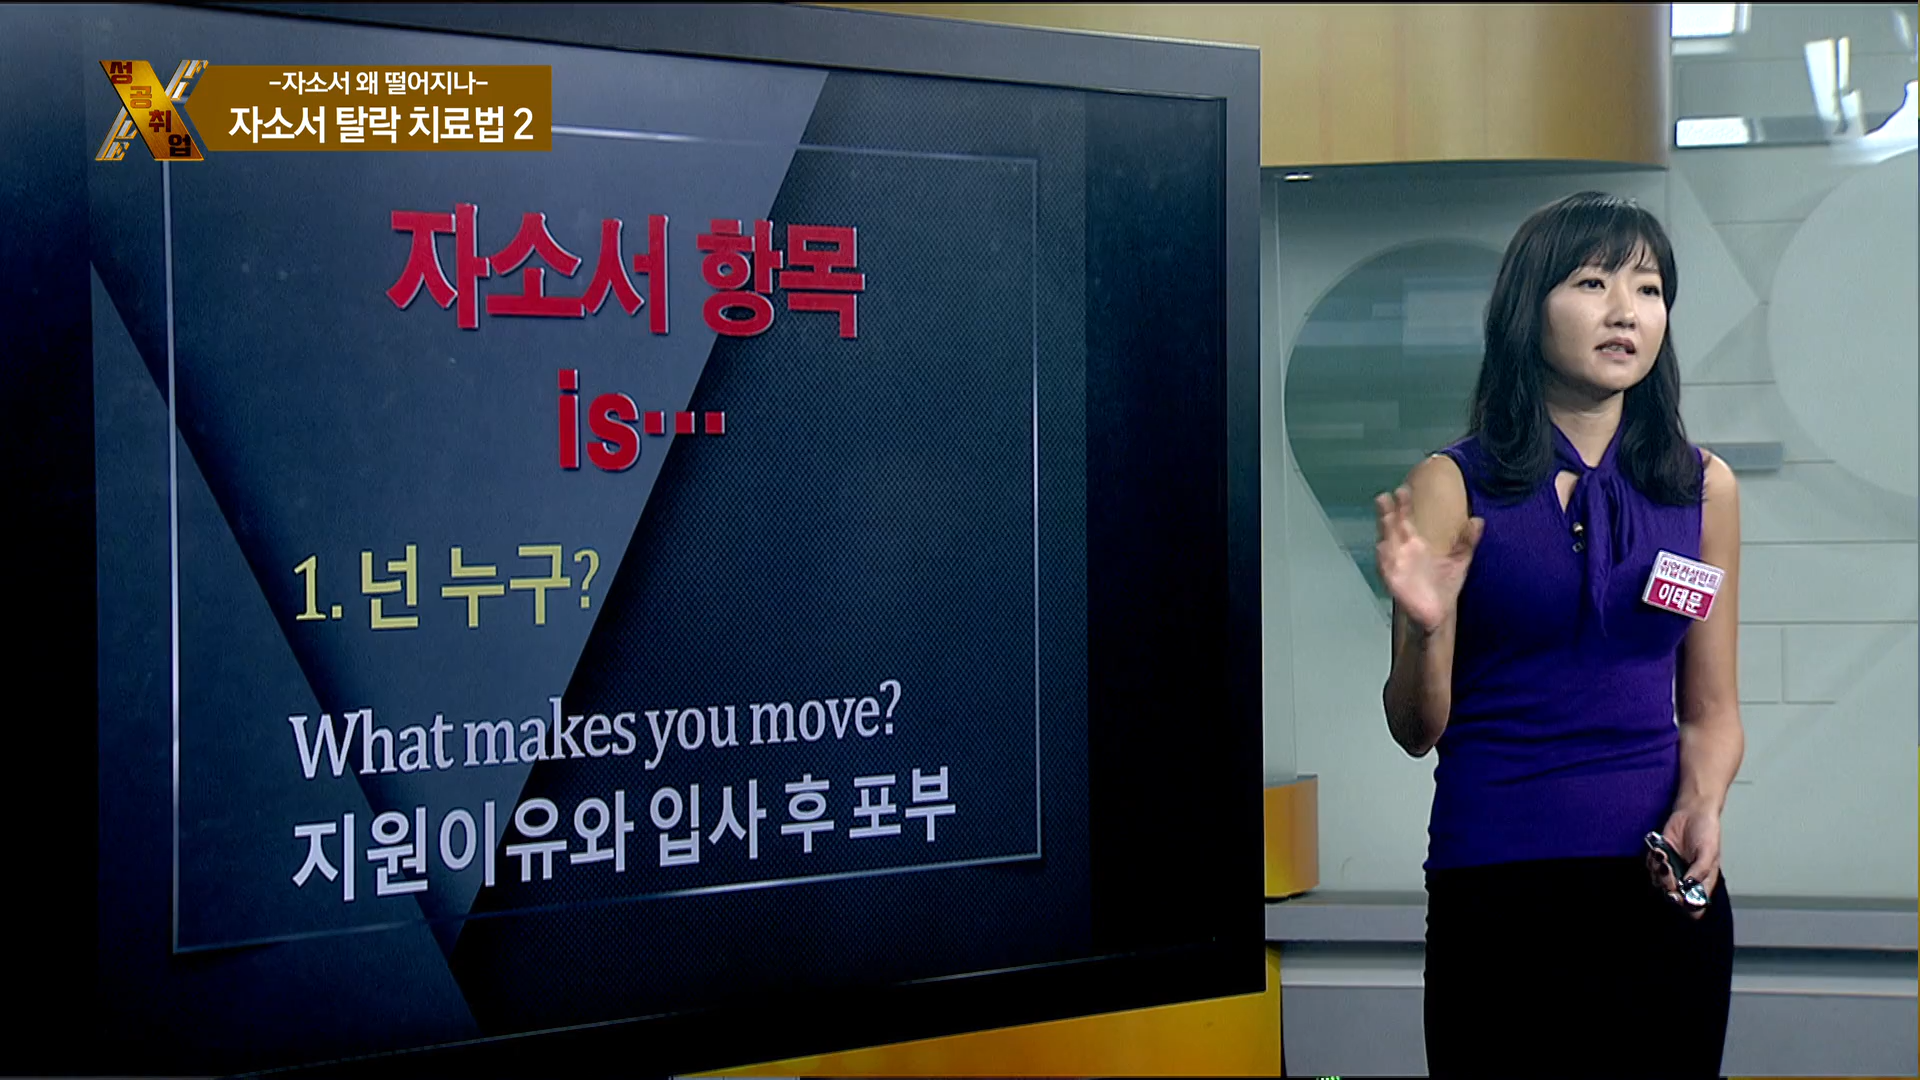 성공취업
-자소서 왜 떨어지나-
자소서 탈락 치료법 2
자소서 항목
is...
1. 넌 누구?
What makes you move?
지원이유와 입사 후 포부
취업컨설턴트
이태문